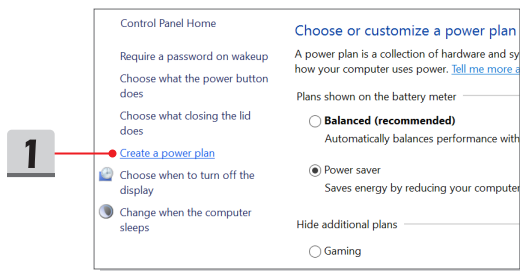 1
Control Panel Home
Require a password on wakeup
Choose what the power button
does
Choose what closing the lid
does
Create a power plan
Choose when to turn off the
display
Change when the computer
sleeps
Choose or customize a power plan
A power plan is a collection of hardware and sy
how your computer uses power. Tell me more a
Plans shown on the battery meter
Balanced (recommended)
Automatically balances performance with
Power saver
Saves energy by reducing your computer
Hide additional plans
Gaming